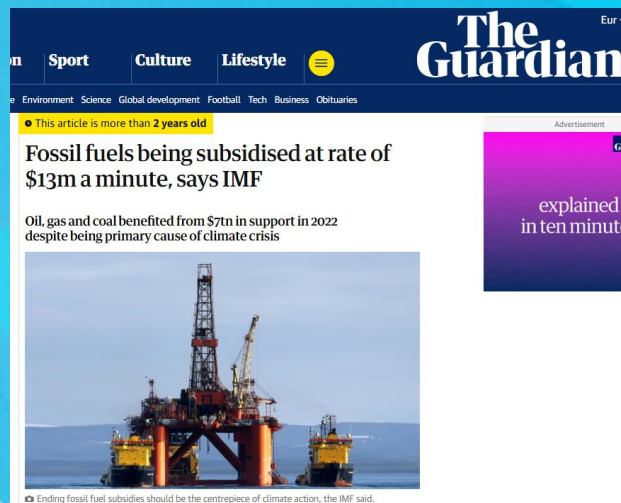 The
Guardian
Sport
Culture
Lifestyle
Environment Science Global development Football Tech Business Obituaries
This article is more than 2 years old
Fossil fuels being subsidised at rate of
$13m a minute, says IMF
Oil, gas and coal benefited from $7tn in support in 2022
despite being primary cause of climate crisis
Ending fossil fuel subsidies should be the centrepiece of climate action, the IMF said.
Advertisement
explained